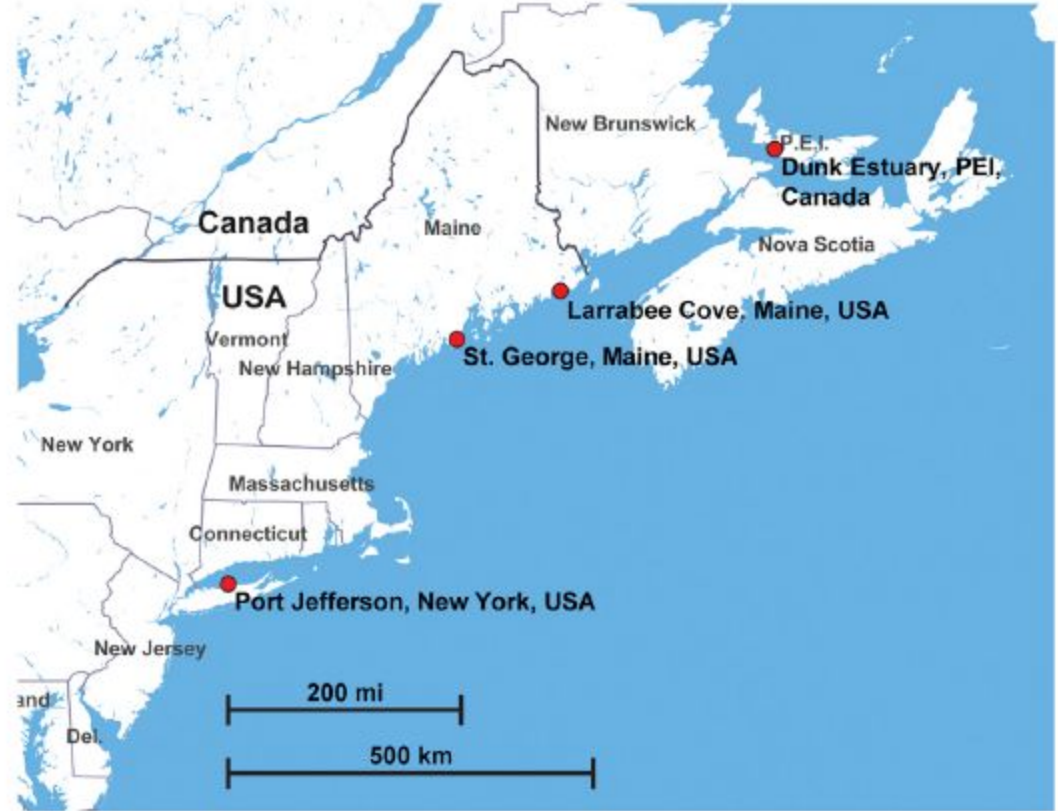 New Brunswick
P.E.I.
Dunk Estuary, PEI,
Canada
Canada
Maine
Nova Scotia
USA
Larrabee Cove, Maine, USA
Vermont
St. George, Maine, USA
New Hampshire
New York
Massachusetts
Connecticut
Port Jefferson, New York, USA
New Jersey
200 mi
and
Del.
500 km